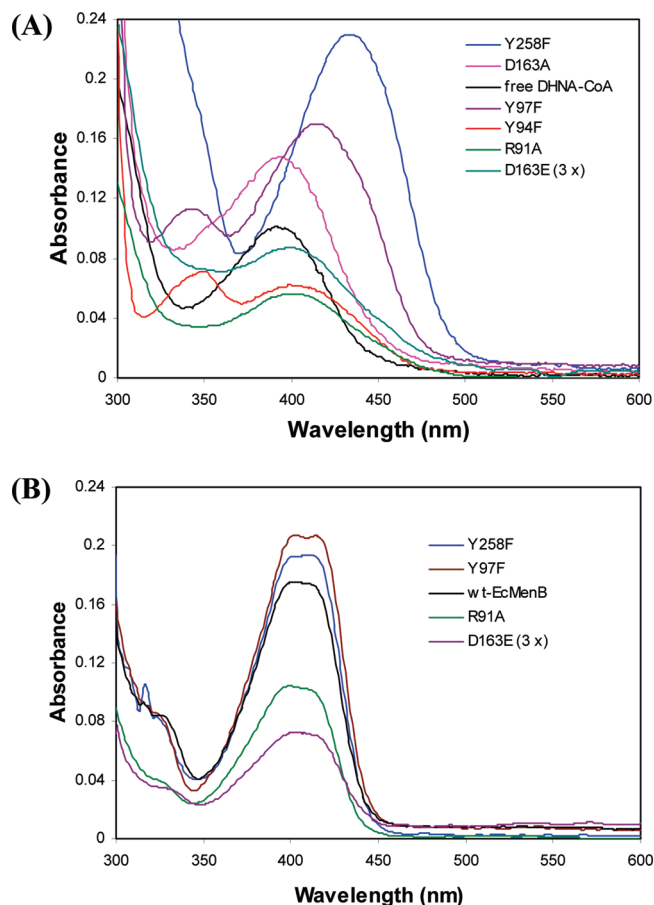 (A)
0.24
0.2
0.16
0.12
0.08
0.04
0
Absorbance
Y258F
D163A
free DHNA-CoA
Y97F
Y94F
R91A
D163E (3 x)
300 350 400 450 500 550 600
Wavelength (nm)
(B)
0.24
0.2
0.16
0.12
0.08
0.04
0
Absorbance
Y258F
Y97F
wt-EcMenB
R91A
D163E (3 x)
300 350 400 450 500 550 600
Wavelength (nm)